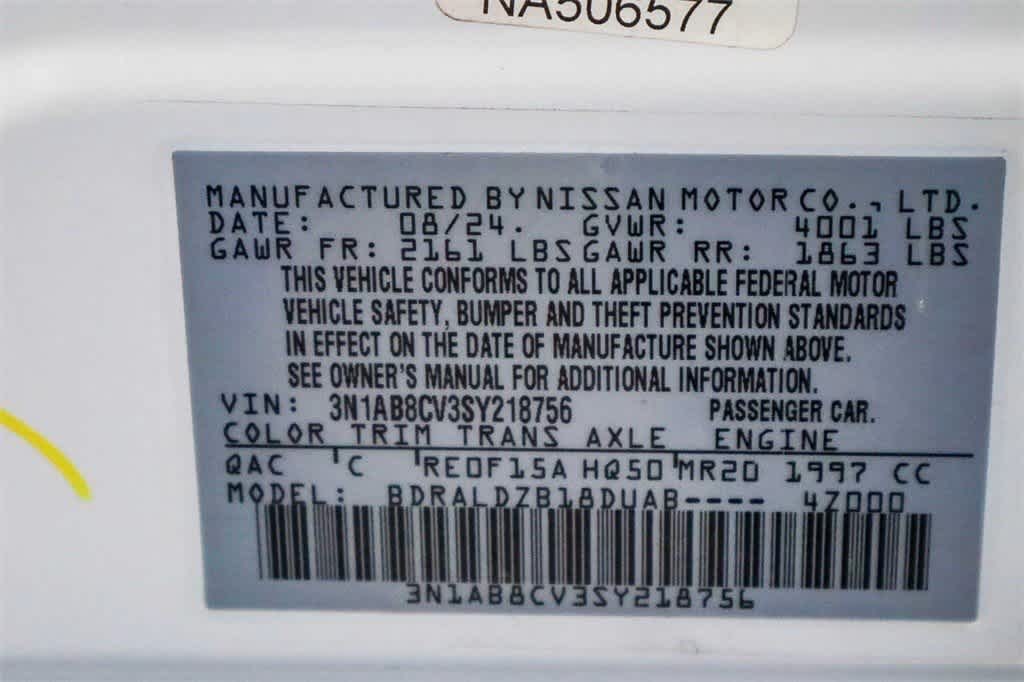 NA506577
MANUFACTURED BY NISSAN MOTOR CO., LTD.
DATE: 08/24. GVWR: 4001 LBS
GAWR FR: 2161 LBS GAWR RR: 1863 LBS
THIS VEHICLE CONFORMS TO ALL APPLICABLE FEDERAL MOTOR
VEHICLE SAFETY, BUMPER AND THEFT PREVENTION STANDARDS
IN EFFECT ON THE DATE OF MANUFACTURE SHOWN ABOVE.
SEE OWNER'S MANUAL FOR ADDITIONAL INFORMATION.
VIN: 3N1AB8CV3SY218756 PASSENGER CAR.
COLOR TRIM TRANS AXLE ENGINE
QAC C RE0F15A HQ50 MR20 1997 CC
MODEL: BDRALDZB18DUAB---- 4Z000
3N1AB8CV3SY218756